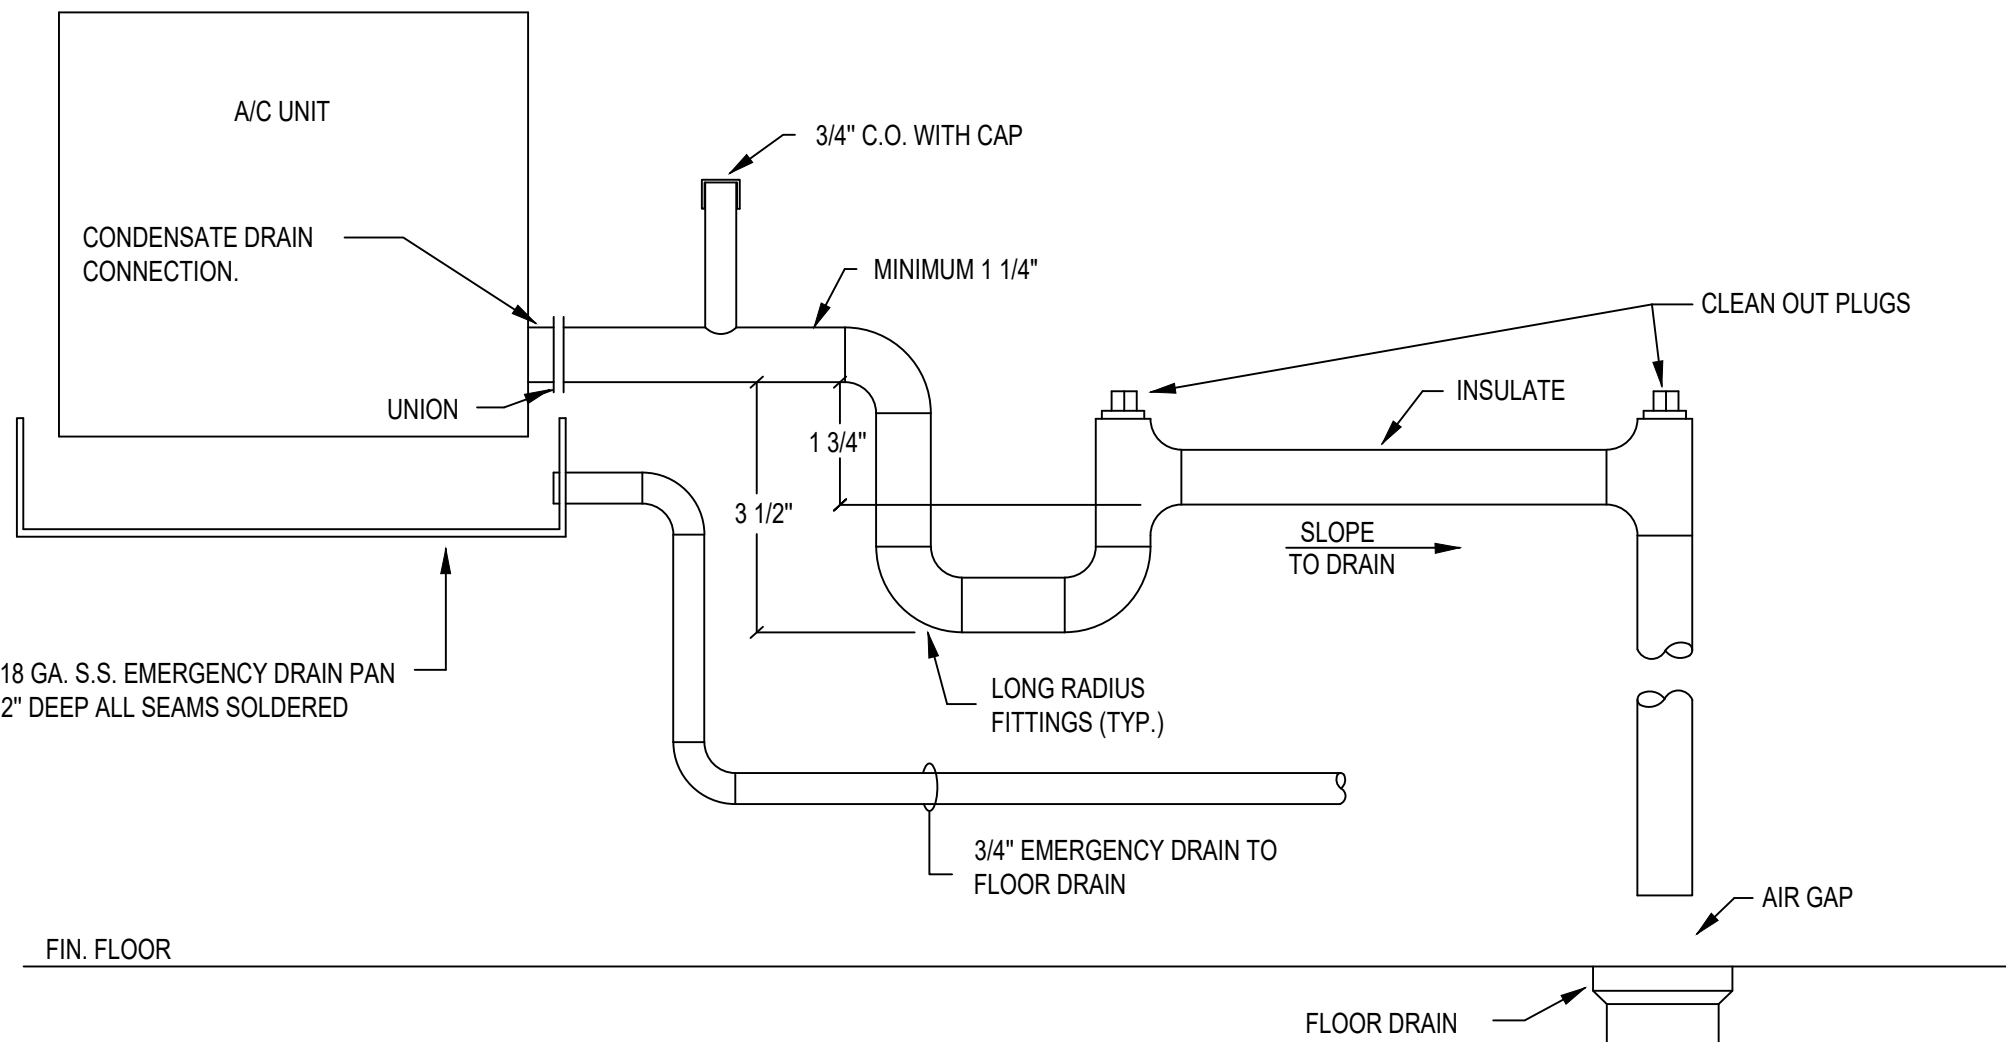 A/C UNIT
3/4" C.O. WITH CAP
CONDENSATE DRAIN
CONNECTION.
MINIMUM 1 1/4"
CLEAN OUT PLUGS
UNION
INSULATE
1 3/4"
3 1/2"
SLOPE
TO DRAIN
18 GA. S.S. EMERGENCY DRAIN PAN
2" DEEP ALL SEAMS SOLDERED
LONG RADIUS
FITTINGS (TYP.)
3/4" EMERGENCY DRAIN TO
FLOOR DRAIN
AIR GAP
FIN. FLOOR
FLOOR DRAIN